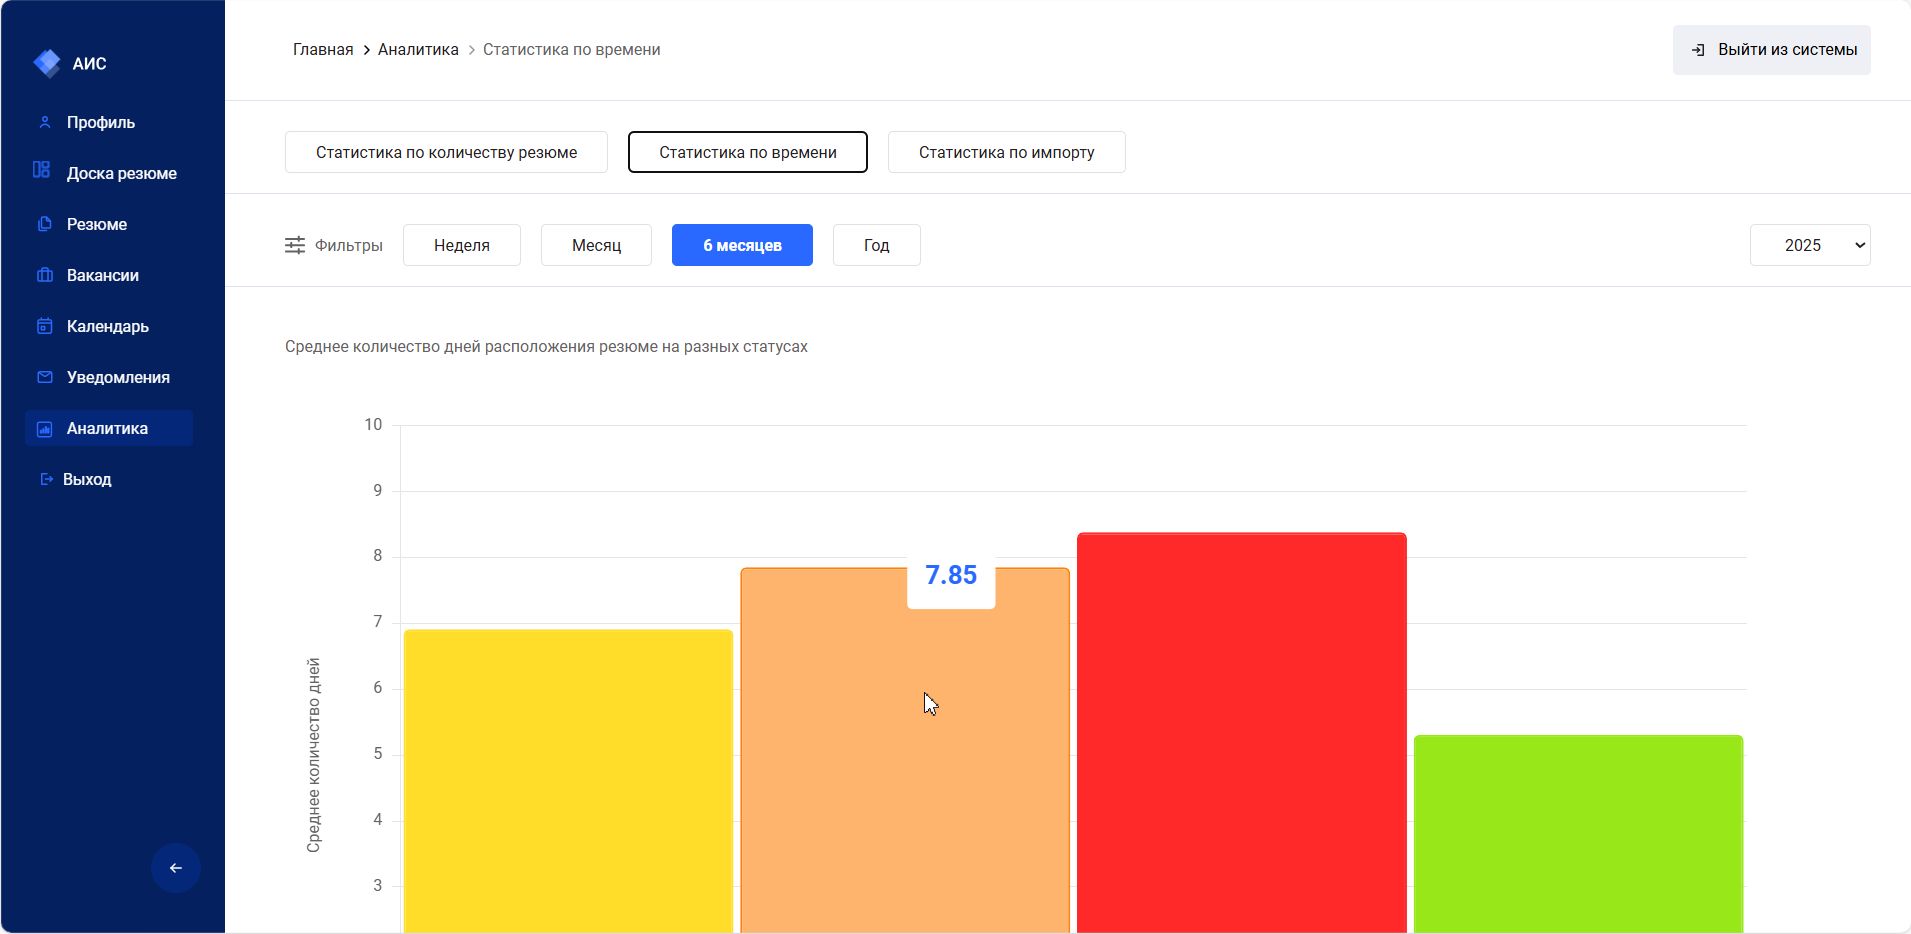 АИС
Профиль
Доска резюме
Резюме
Вакансии
Календарь
Уведомления
Аналитика
Выход
Главная > Аналитика > Статистика по времени
Выйти из системы
Статистика по количеству резюме
Статистика по времени
Статистика по импорту
Фильтры
Неделя
Месяц
6 месяцев
Год
2025
Среднее количество дней расположения резюме на разных статусах
Среднее количество дней
10
9
8
7
6
5
4
3
7.85